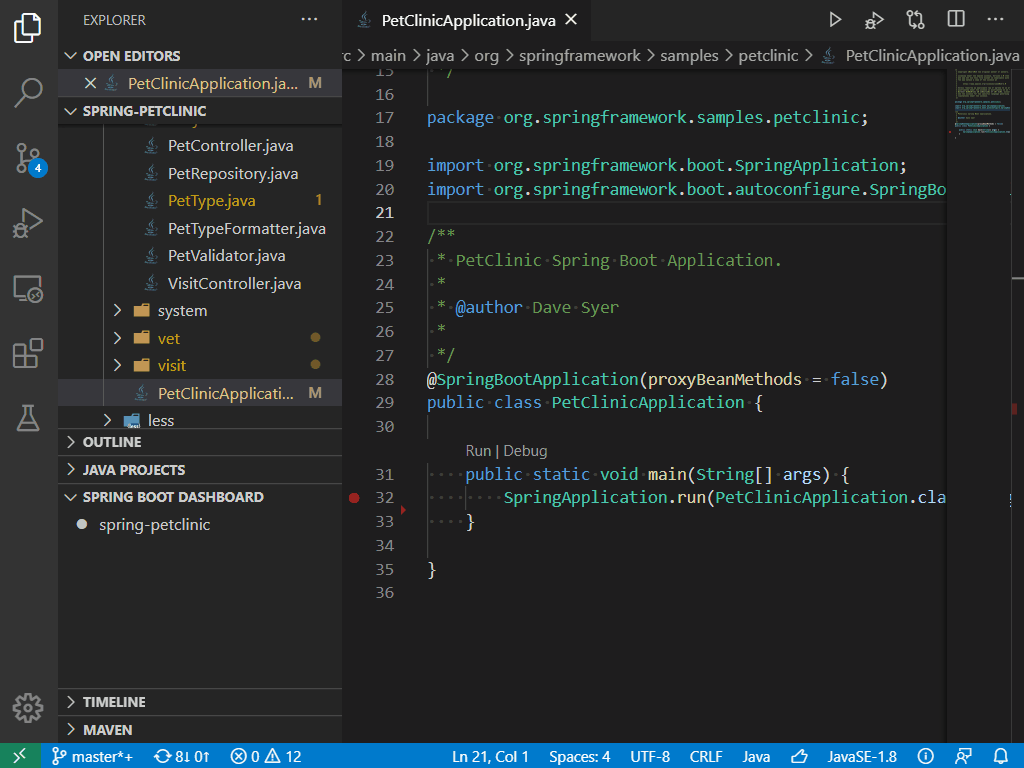 EXPLORER
PetClinicApplication.java
OPEN EDITORS
main > java > org > springframework > samples > petclinic > PetClinicApplication.java
PetClinicApplication.ja... M
SPRING-PETCLINIC
PetController.java
PetRepository.java
PetType.java 1
PetTypeFormatter.java
PetValidator.java
VisitController.java
system
vet
visit
PetClinicApplicati... M
less
OUTLINE
JAVA PROJECTS
SPRING BOOT DASHBOARD
spring-petclinic
TIMELINE
MAVEN
4
15 */
16
17 package org.springframework.samples.petclinic;
18
19 import org.springframework.boot.SpringApplication;
20 import org.springframework.boot.autoconfigure.SpringBo
21
22 /**
23 * PetClinic Spring Boot Application.
24 *
25 * @author Dave Syer
26 *
27 */
28 @SpringBootApplication(proxyBeanMethods = false)
29 public class PetClinicApplication {
30
Run | Debug
31 public static void main(String[] args) {
32 SpringApplication.run(PetClinicApplication.cla
33 }
34
35 }
36
master*+ 8↓ 0↑ 0 12 Ln 21, Col 1 Spaces: 4 UTF-8 CRLF Java JavaSE-1.8